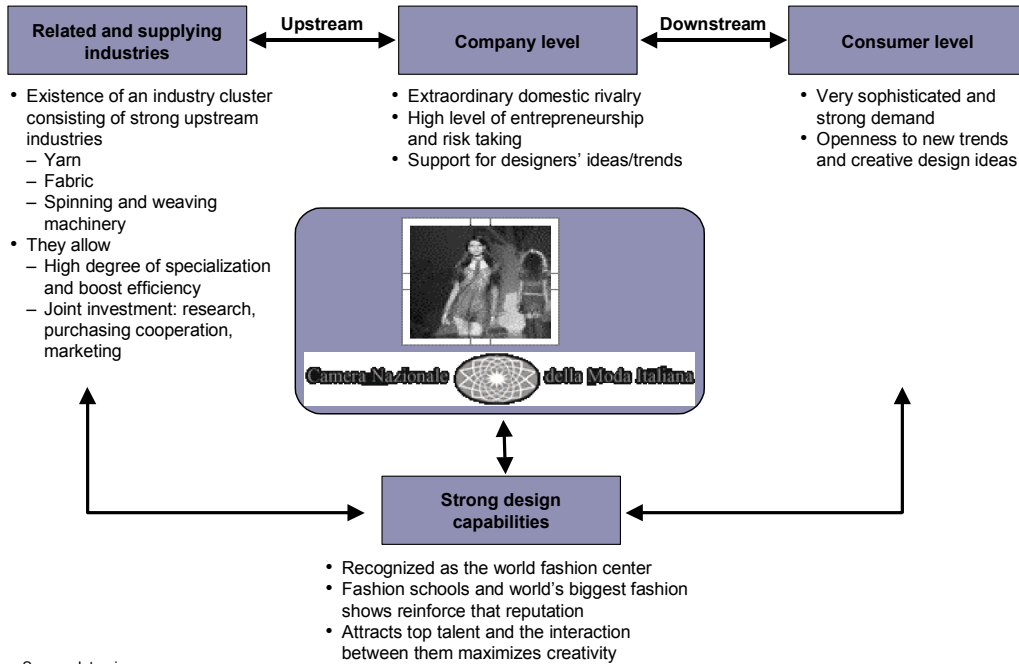 Related and supplying
industries
Upstream
Company level
Downstream
Consumer level
• Existence of an industry cluster
consisting of strong upstream
industries
– Yarn
– Fabric
– Spinning and weaving
machinery
• They allow
– High degree of specialization
and boost efficiency
– Joint investment: research,
purchasing cooperation,
marketing
• Extraordinary domestic rivalry
• High level of entrepreneurship
and risk taking
• Support for designers’ ideas/trends
• Very sophisticated and
strong demand
• Openness to new trends
and creative design ideas
Camera Nazionale della Moda Italiana
Strong design
capabilities
• Recognized as the world fashion center
• Fashion schools and world’s biggest fashion
shows reinforce that reputation
• Attracts top talent and the interaction
between them maximizes creativity